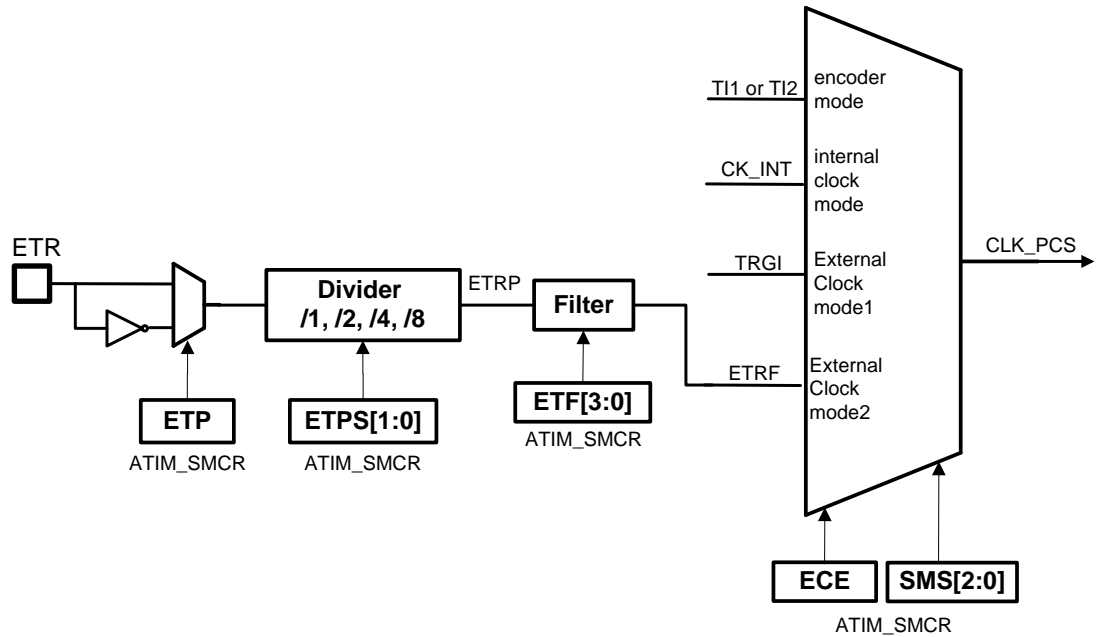 TI1 or TI2
encoder
mode
CK_INT
internal
clock
mode
ETR
TRGI
External
Clock
mode1
CLK_PCS
Divider
/1, /2, /4, /8
ETRP
Filter
ETRF
External
Clock
mode2
ETP
ATIM_SMCR
ETPS[1:0]
ATIM_SMCR
ETF[3:0]
ATIM_SMCR
ECE
SMS[2:0]
ATIM_SMCR